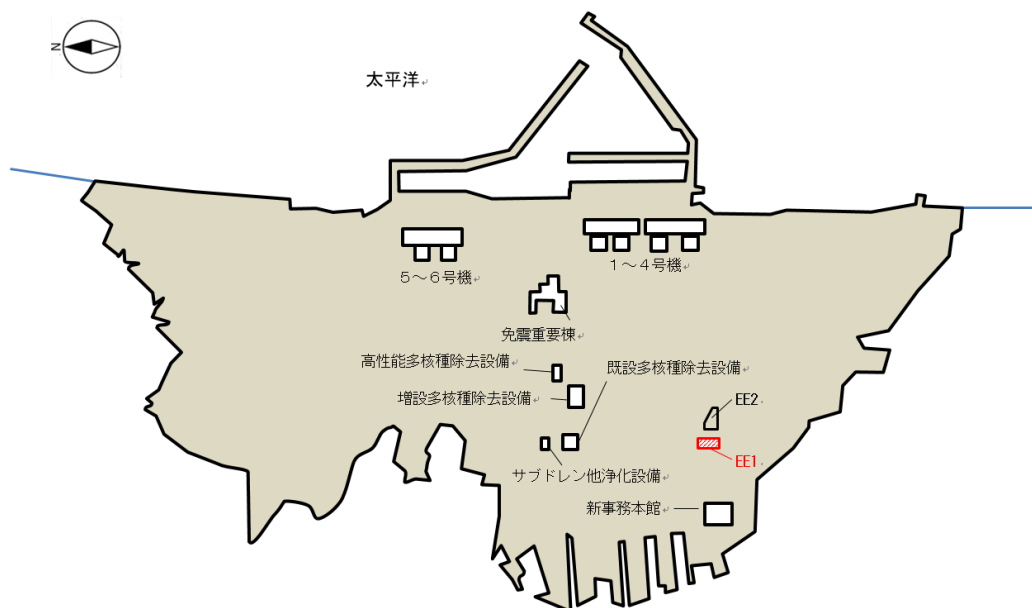 N
太平洋
5～6号機
1～4号機
免震重要棟
高性能多核種除去設備
既設多核種除去設備
増設多核種除去設備
EE2
EE1
サブドレン他浄化設備
新事務本館